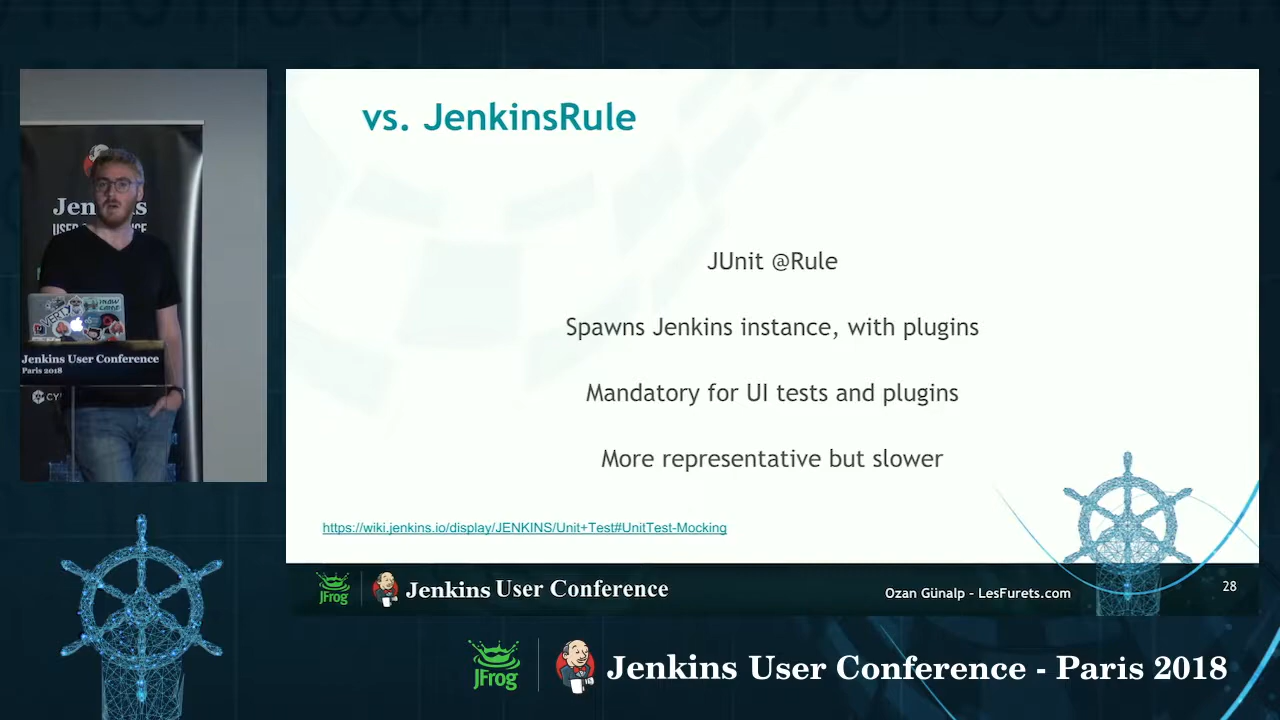 vs. JenkinsRule
JUnit @Rule
Spawns Jenkins instance, with plugins
Mandatory for UI tests and plugins
More representative but slower
https://wiki.jenkins.io/display/JENKINS/Unit+Test#UnitTest-Mocking
JFrog
Jenkins User Conference
Ozan Günalp - LesFurets.com
28
Jenkins User Conference
Paris 2018
JFrog
Jenkins User Conference - Paris 2018